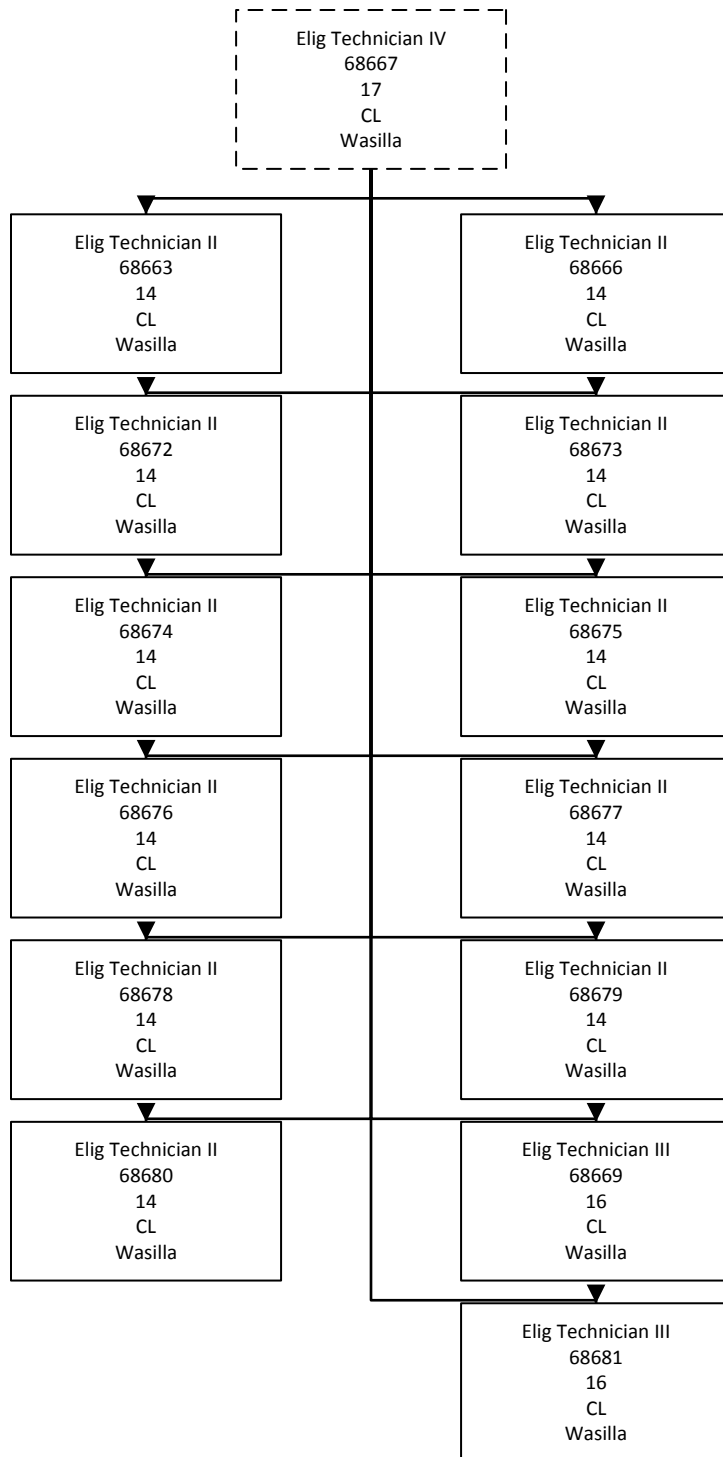 Elig Technician IV
68667
17
CL
Wasilla
Elig Technician II
68663
14
CL
Wasilla
Elig Technician II
68666
14
CL
Wasilla
Elig Technician II
68672
14
CL
Wasilla
Elig Technician II
68673
14
CL
Wasilla
Elig Technician II
68674
14
CL
Wasilla
Elig Technician II
68675
14
CL
Wasilla
Elig Technician II
68676
14
CL
Wasilla
Elig Technician II
68677
14
CL
Wasilla
Elig Technician II
68678
14
CL
Wasilla
Elig Technician II
68679
14
CL
Wasilla
Elig Technician II
68680
14
CL
Wasilla
Elig Technician III
68669
16
CL
Wasilla
Elig Technician III
68681
16
CL
Wasilla